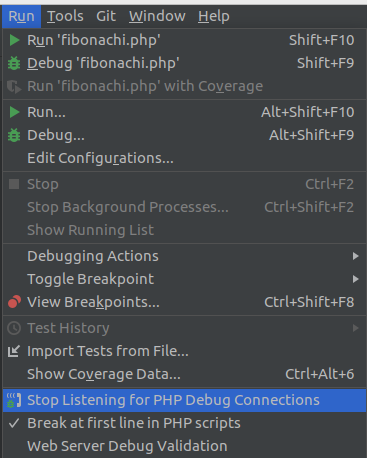 Run Tools Git Window Help
Run 'fibonachi.php' Shift+F10
Debug 'fibonachi.php' Shift+F9
Run 'fibonachi.php' with Coverage
Run... Alt+Shift+F10
Debug... Alt+Shift+F9
Edit Configurations...
Stop Ctrl+F2
Stop Background Processes... Ctrl+Shift+F2
Show Running List
Debugging Actions
Toggle Breakpoint
View Breakpoints... Ctrl+Shift+F8
Test History
Import Tests from File...
Show Coverage Data... Ctrl+Alt+6
Stop Listening for PHP Debug Connections
Break at first line in PHP scripts
Web Server Debug Validation